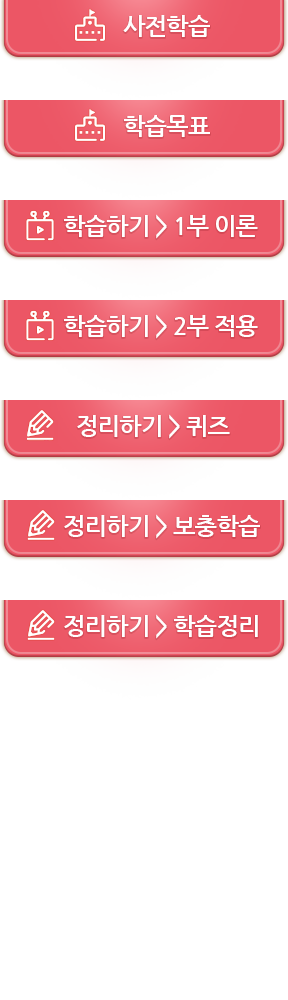 사전학습
학습목표
학습하기 > 1부 이론
학습하기 > 2부 적용
정리하기 > 퀴즈
정리하기 > 보충학습
정리하기 > 학습정리